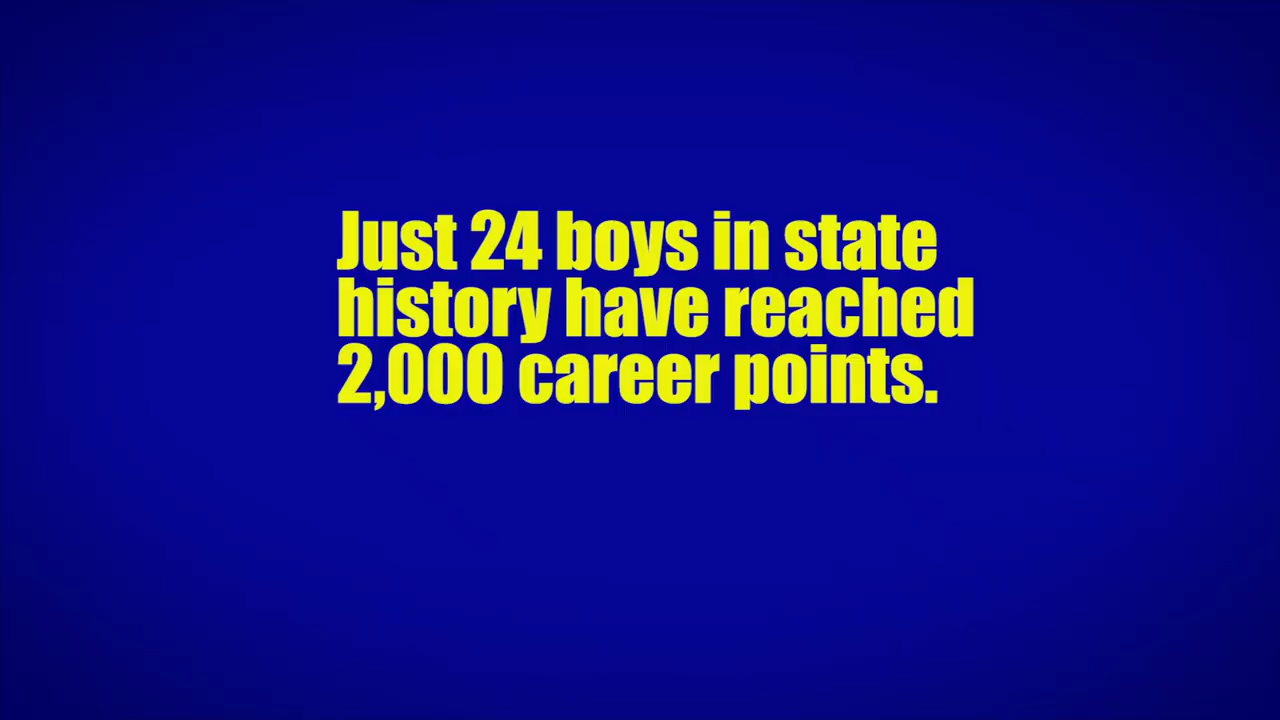 Just 24 boys in state
history have reached
2,000 career points.